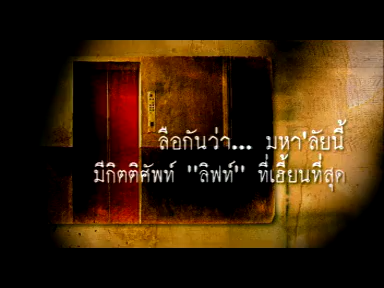 ลือกันว่า... มหา'ลัยนี้
มีกิตติศัพท์ "ลิฟท์" ที่เฮี้ยนที่สุด